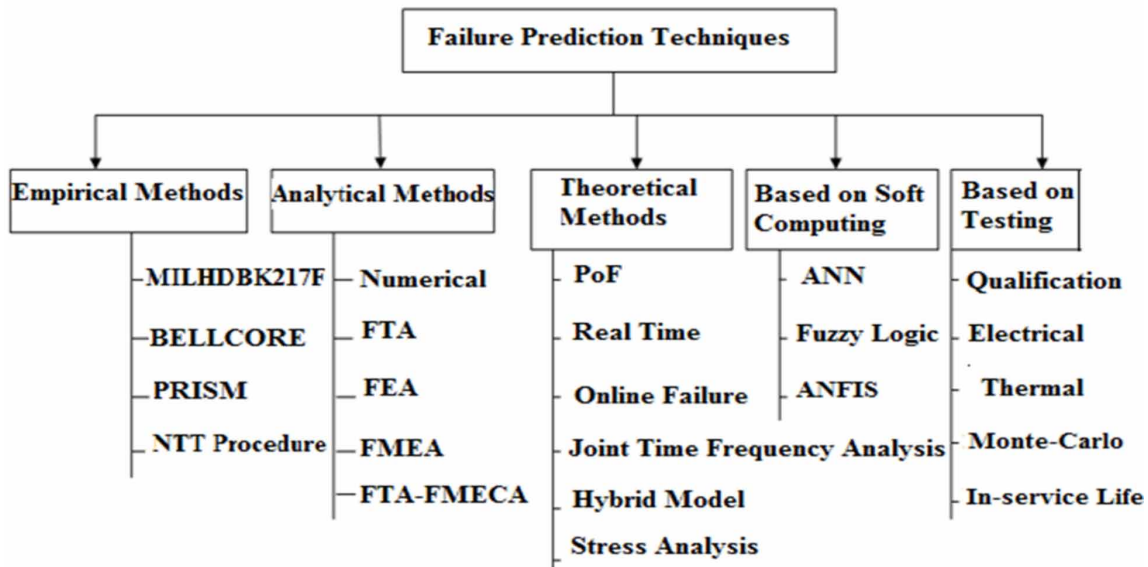 Failure Prediction Techniques
Empirical Methods
MILHDBK217F
BELLCORE
PRISM
NTT Procedure
Analytical Methods
Numerical
FTA
FEA
FMEA
FTA-FMECA
Theoretical
Methods
PoF
Real Time
Online Failure
Joint Time Frequency Analysis
Hybrid Model
Stress Analysis
Based on Soft
Computing
ANN
Fuzzy Logic
ANFIS
Based on
Testing
Qualification
Electrical
Thermal
Monte-Carlo
In-service Life